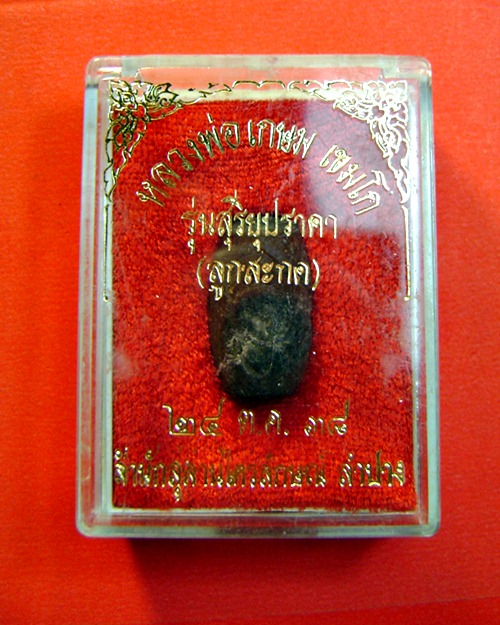 หลวงพ่อเกษม เขมโก
รุ่นสุริยุปราคา
(ลูกสะกด)
๒๔ ต.ค. ๓๘
สำนักสุสานไตรลักษณ์ ลำปาง